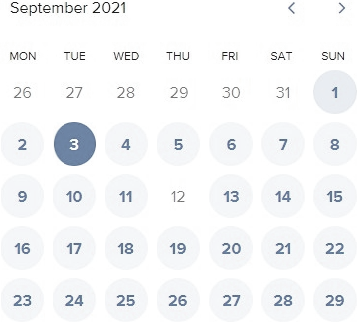 September 2021
MON TUE WED THU FRI SAT SUN
26 27 28 29 30 31 1
2 3 4 5 6 7 8
9 10 11 12 13 14 15
16 17 18 19 20 21 22
23 24 25 26 27 28 29